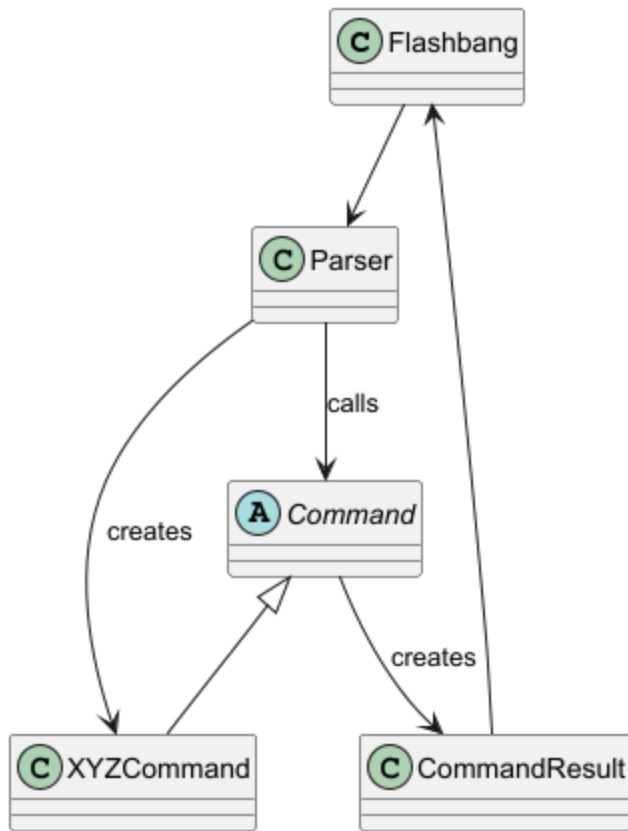 C Flashbang
C Parser
calls
A Command
creates
creates
C XYZCommand
C CommandResult